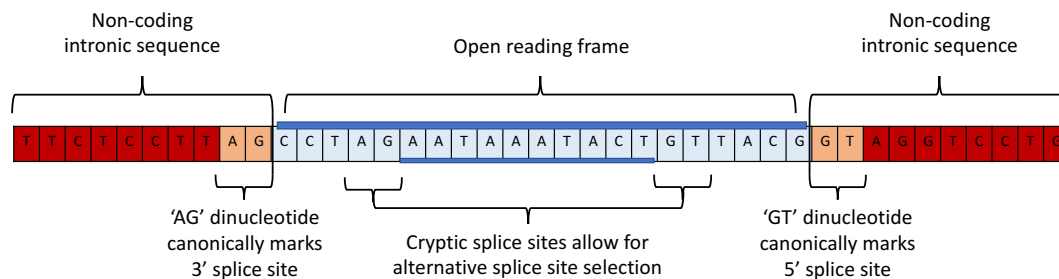 Non-coding
intronic sequence
Open reading frame
Non-coding
intronic sequence
T T C T C C T T A G C C T A G A A T A A A T A C T G T T A C G G T A G G T C C T G
'AG' dinucleotide
canonically marks
3' splice site
Cryptic splice sites allow for
alternative splice site selection
'GT' dinucleotide
canonically marks
5' splice site